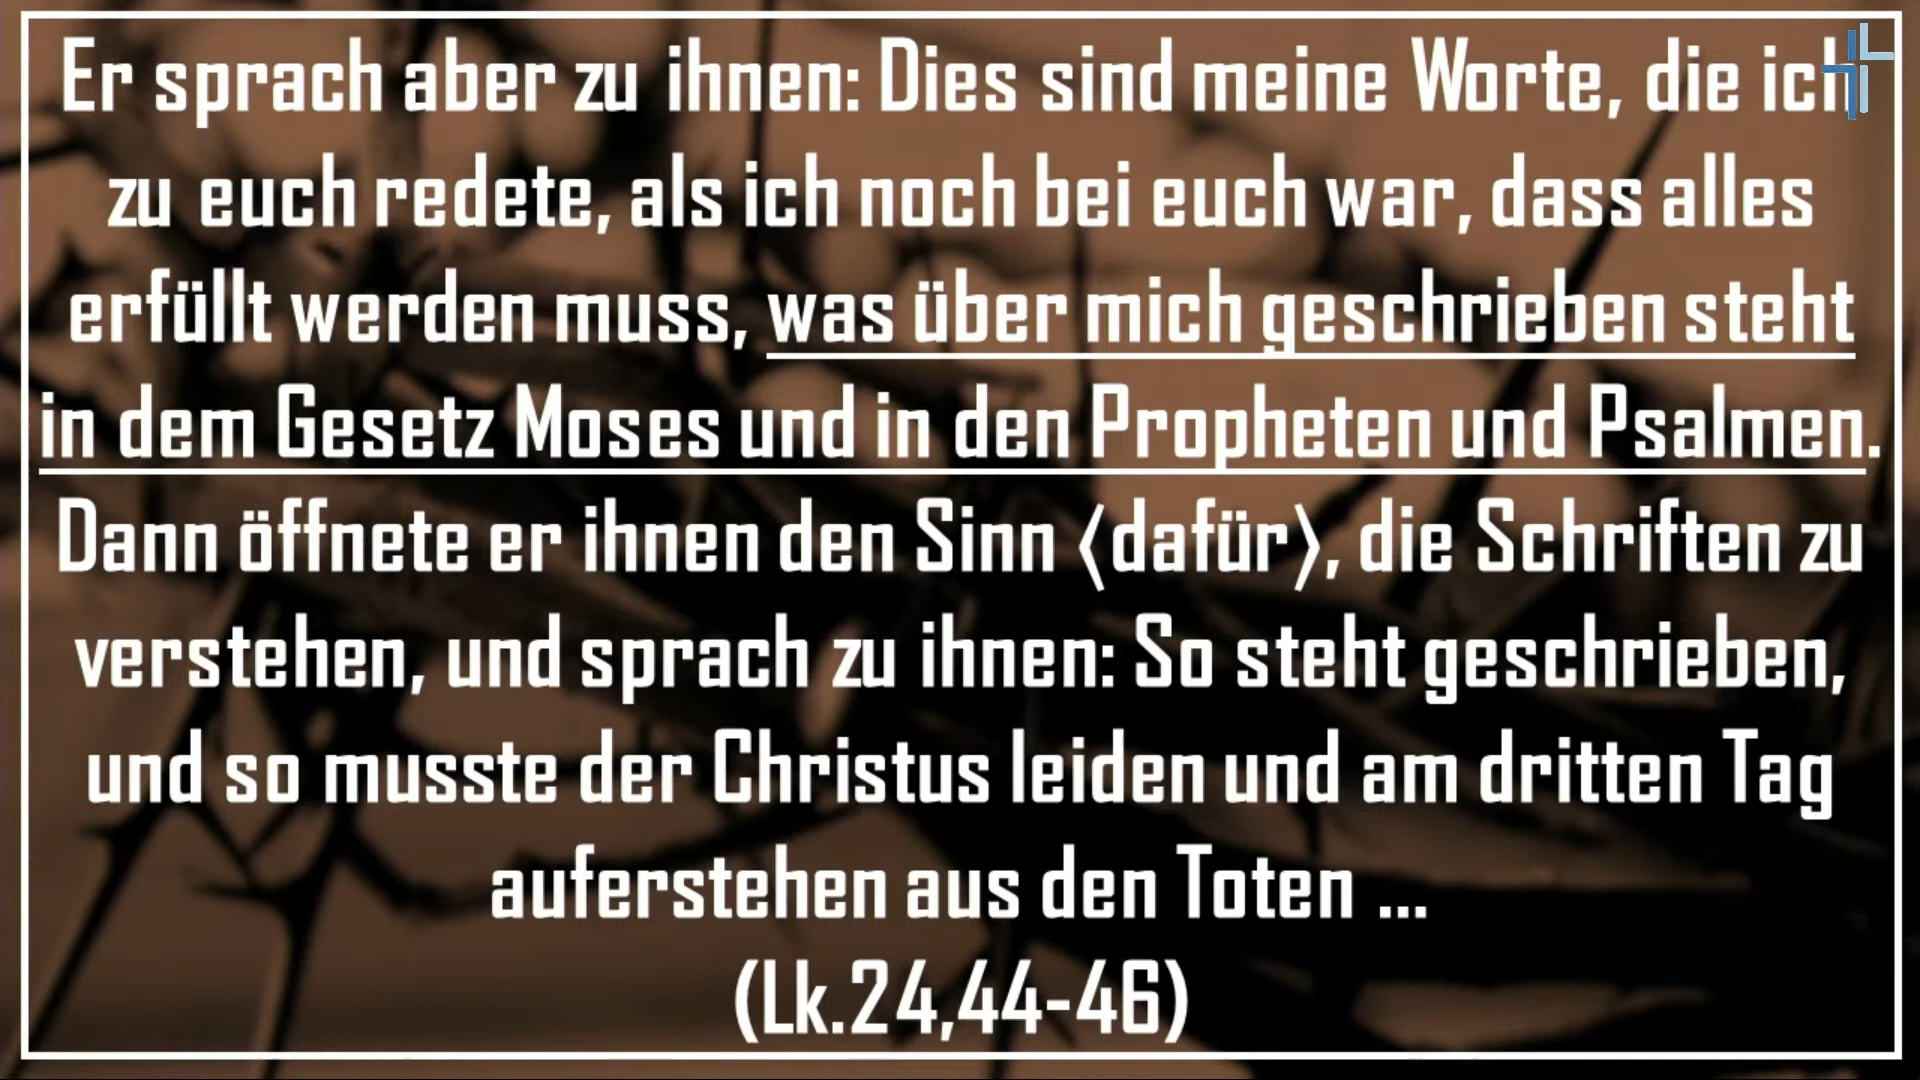 Er sprach aber zu ihnen: Dies sind meine Worte, die ich
zu euch redete, als ich noch bei euch war, dass alles
erfüllt werden muss, was über mich geschrieben steht
in dem Gesetz Moses und in den Propheten und Psalmen.
Dann öffnete er ihnen den Sinn ⟨dafür⟩, die Schriften zu
verstehen, und sprach zu ihnen: So steht geschrieben,
und so musste der Christus leiden und am dritten Tag
auferstehen aus den Toten ...
(Lk.24,44-46)